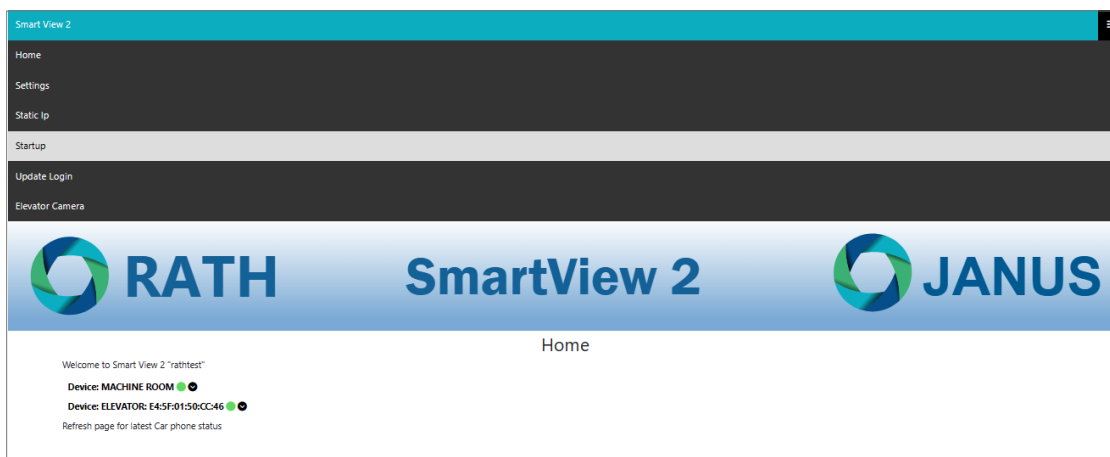 Smart View 2
Home
Settings
Static Ip
Startup
Update Login
Elevator Camera
RATH SmartView 2 JANUS
Home
Welcome to Smart View 2 "rathtest"
Device: MACHINE ROOM
Device: ELEVATOR: E4:5F:01:50:CC:46
Refresh page for latest Car phone status